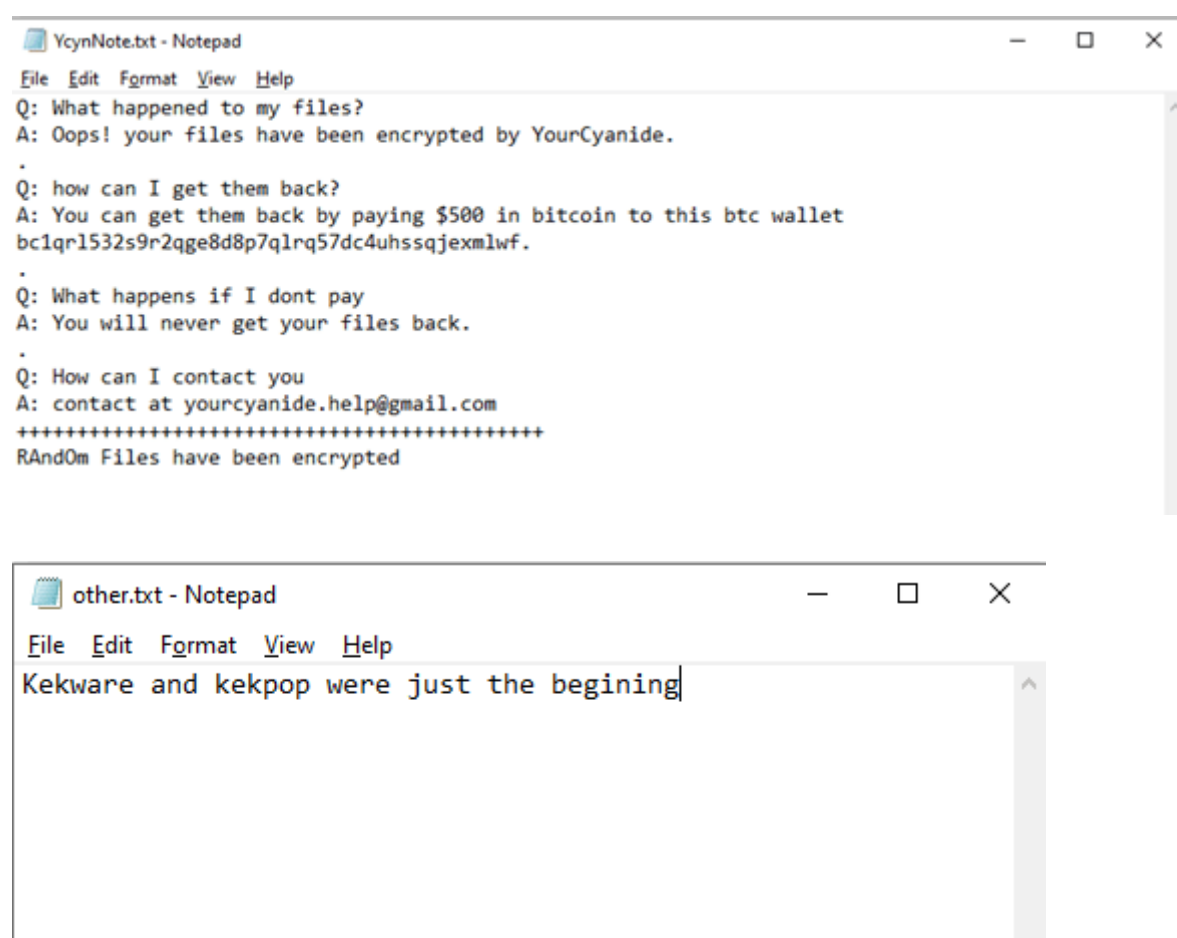 YcynNote.txt - Notepad
File Edit Format View Help
Q: What happened to my files?
A: Oops! your files have been encrypted by YourCyanide.
.
Q: how can I get them back?
A: You can get them back by paying $500 in bitcoin to this btc wallet
bc1qrl532s9r2qge8d8p7qlrq57dc4uhssqjexmlwf.
.
Q: What happens if I dont pay
A: You will never get your files back.
.
Q: How can I contact you
A: contact at yourcyanide.help@gmail.com
++++++++++++++++++++++++++++++++++++++++++++
RAndOm Files have been encrypted
other.txt - Notepad
File Edit Format View Help
Kekware and kekpop were just the begining